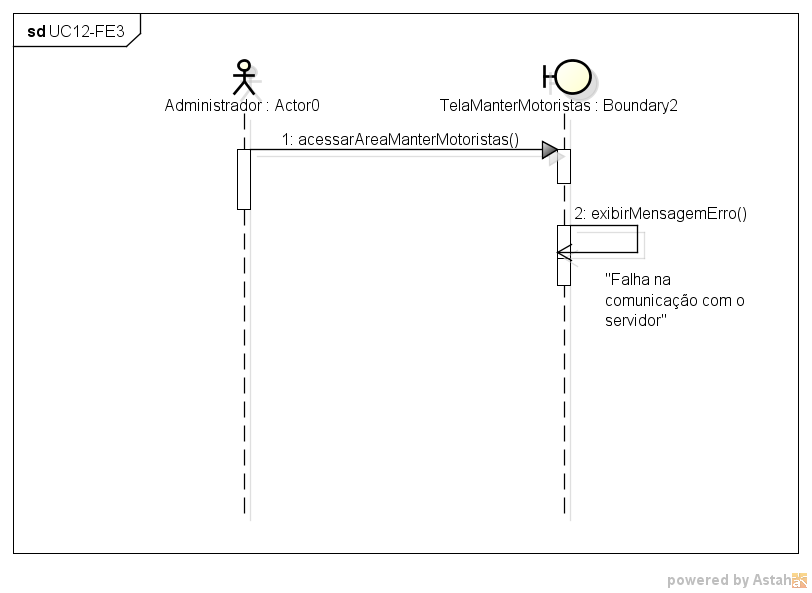 sd UC12-FE3
Administrador : Actor0
TelaManterMotoristas : Boundary2
1: acessarAreaManterMotoristas()
2: exibirMensagemErro()
"Falha na
comunicação com o
servidor"
powered by Astah